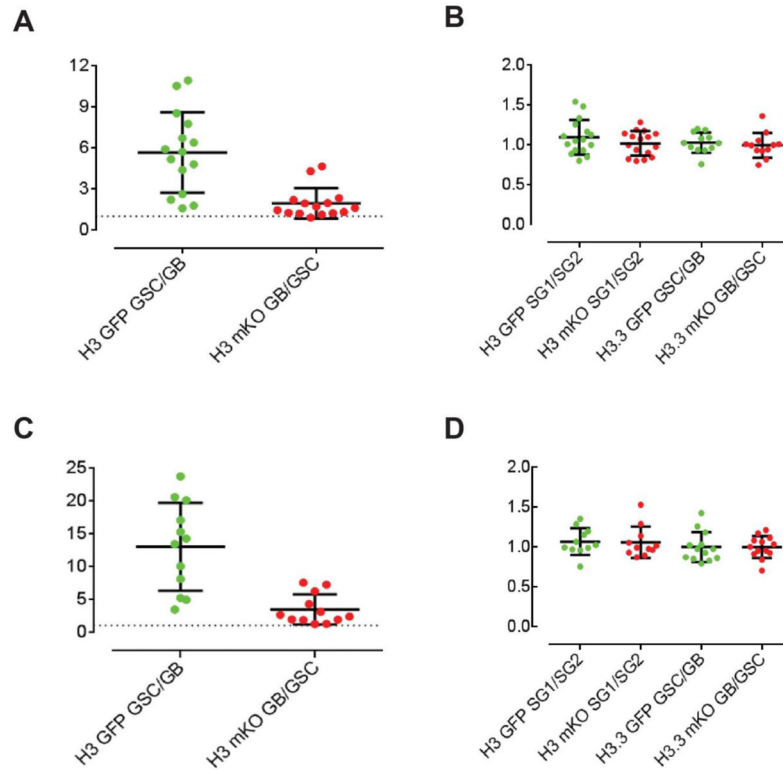 A
12
9
6
3
0
H3 GFP GSC/GB
H3 mKO GB/GSC
B
2.0
1.5
1.0
0.5
0.0
H3 GFP SG1/SG2
H3 mKO SG1/SG2
H3.3 GFP GSC/GB
H3.3 mKO GB/GSC
C
25
20
15
10
5
0
H3 GFP GSC/GB
H3 mKO GB/GSC
D
2.0
1.5
1.0
0.5
0.0
H3 GFP SG1/SG2
H3 mKO SG1/SG2
H3.3 GFP GSC/GB
H3.3 mKO GB/GSC